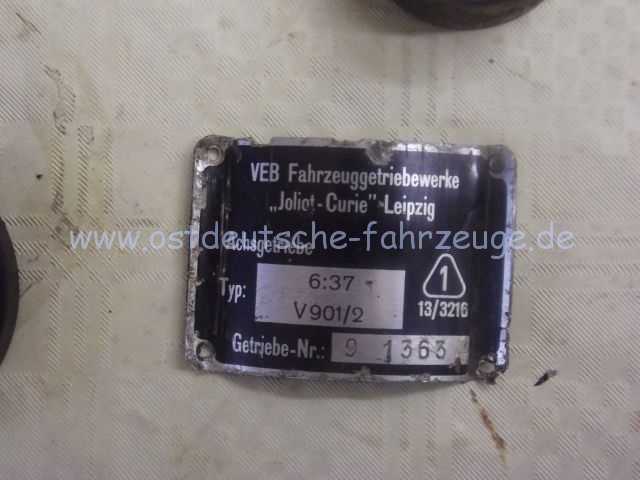 VEB Fahrzeuggetriebewerke
„Joliot-Curie" Leipzig
www.ostdeutsche-fahrzeuge.de
Achsgetriebe
Typ:
6:37
V901/2
1
13/3216
Getriebe-Nr.: 9 1363